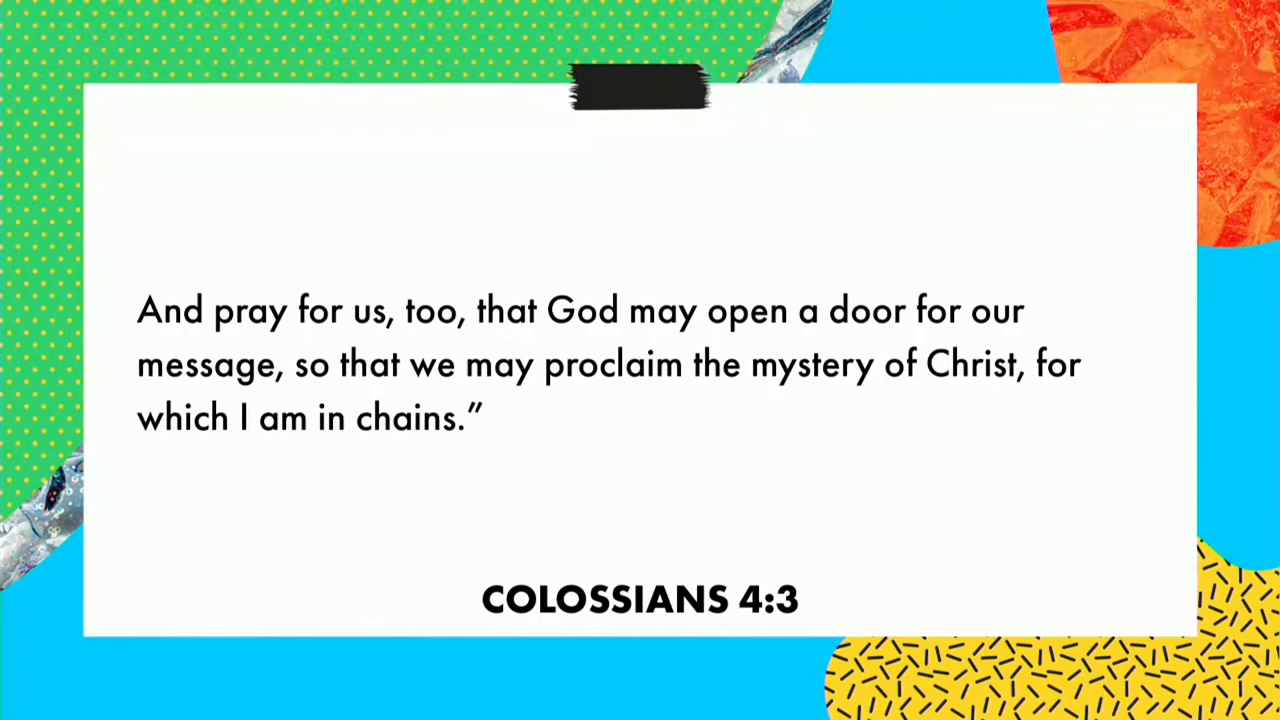 And pray for us, too, that God may open a door for our
message, so that we may proclaim the mystery of Christ, for
which I am in chains.”
COLOSSIANS 4:3